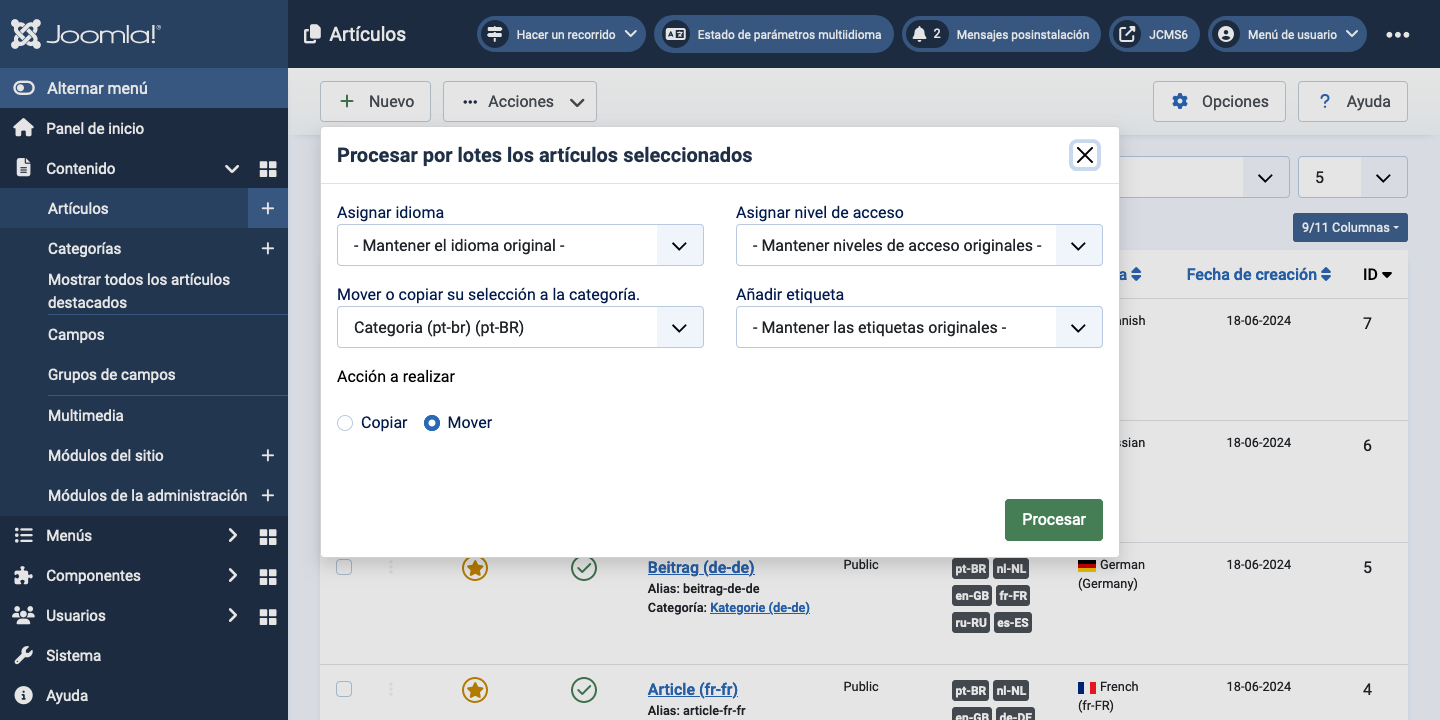 Joomla!
Artículos
Hacer un recorrido
Estado de parámetros multiidioma
2
Mensajes posinstalación
JCMS6
Menú de usuario
Alternar menú
Panel de inicio
Contenido
Artículos
Categorías
Mostrar todos los artículos
destacados
Campos
Grupos de campos
Multimedia
Módulos del sitio
Módulos de la administración
Menús
Componentes
Usuarios
Sistema
Ayuda
Nuevo
Acciones
Opciones
? Ayuda
5
9/11 Columnas
Fecha de creación
ID
18-06-2024
7
18-06-2024
6
Procesar por lotes los artículos seleccionados
Asignar idioma
- Mantener el idioma original -
Asignar nivel de acceso
- Mantener niveles de acceso originales -
Mover o copiar su selección a la categoría.
Categoria (pt-br) (pt-BR)
Añadir etiqueta
- Mantener las etiquetas originales -
Acción a realizar
Copiar
Mover
Procesar
Beitrag (de-de)
Alias: beitrag-de-de
Categoría: Kategorie (de-de)
Public
pt-BR nl-NL
en-GB fr-FR
ru-RU es-ES
German
(Germany)
18-06-2024
5
Article (fr-fr)
Alias: article-fr-fr
Public
pt-BR nl-NL
en-GB de-DE
French
(fr-FR)
18-06-2024
4